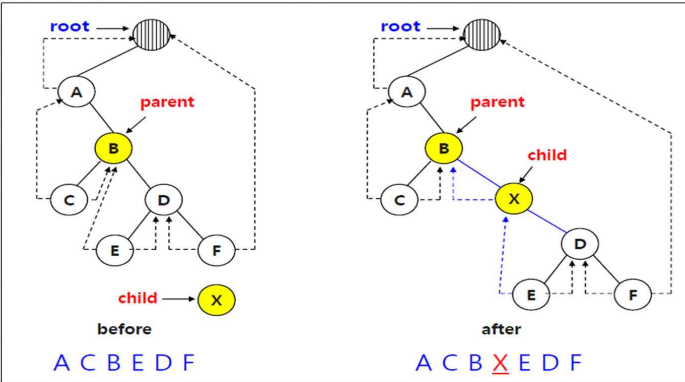 root
root
A
A
parent
parent
B
B
child
C
D
C
X
D
E
F
E
F
child
X
before
after
A C B E D F
A C B X E D F